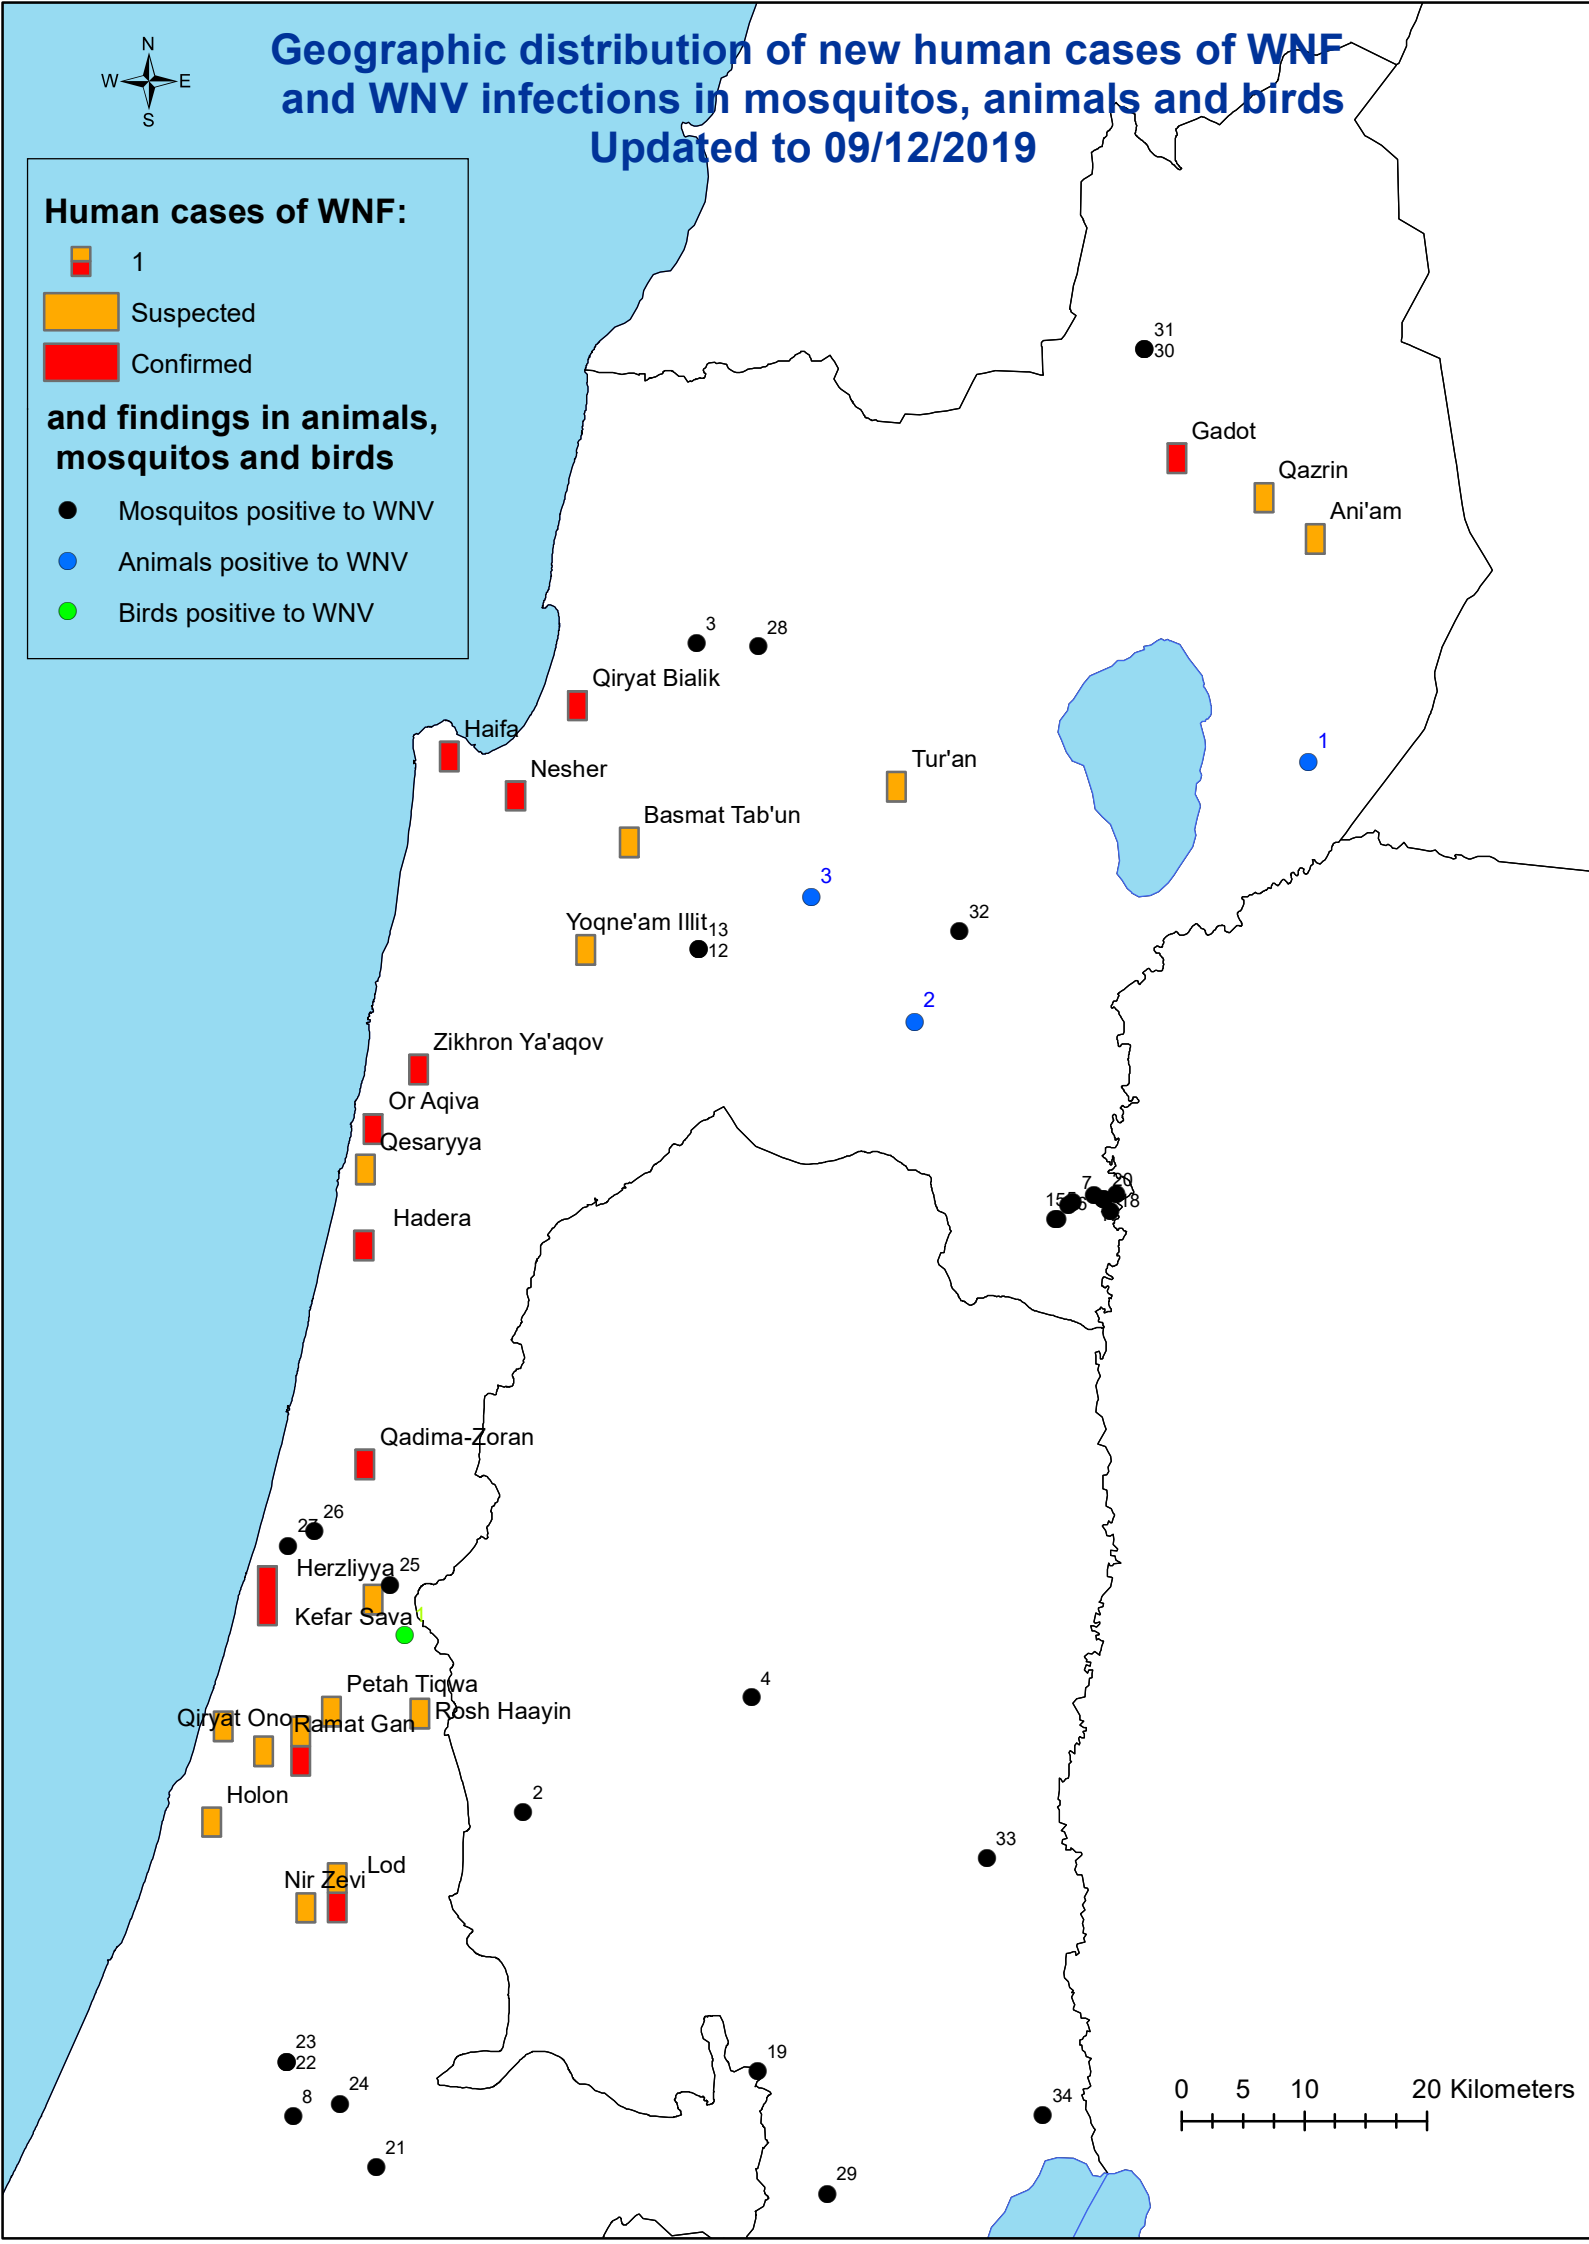 Geographic distribution of new human cases of WNF
and WNV infections in mosquitos, animals and birds
Updated to 09/12/2019
N
W E
S
Human cases of WNF:
1
Suspected
Confirmed
and findings in animals,
mosquitos and birds
Mosquitos positive to WNV
Animals positive to WNV
Birds positive to WNV
31
30
Gadot
Qazrin
Ani'am
3
28
Qiryat Bialik
Haifa
Nesher
Tur'an
1
Basmat Tab'un
3
32
Yoqne'am Illit
13
12
2
Zikhron Ya'aqov
Or Aqiva
Qesaryya
7
20
15
6
18
Hadera
Qadima-Zoran
26
27
Herzliyya
25
Kefar Sava
1
Petah Tiqwa
Rosh Haayin
Qiryat Ono
Ramat Gan
4
Holon
2
33
Lod
Nir Zevi
23
22
24
8
21
19
34
29
0 5 10 20 Kilometers